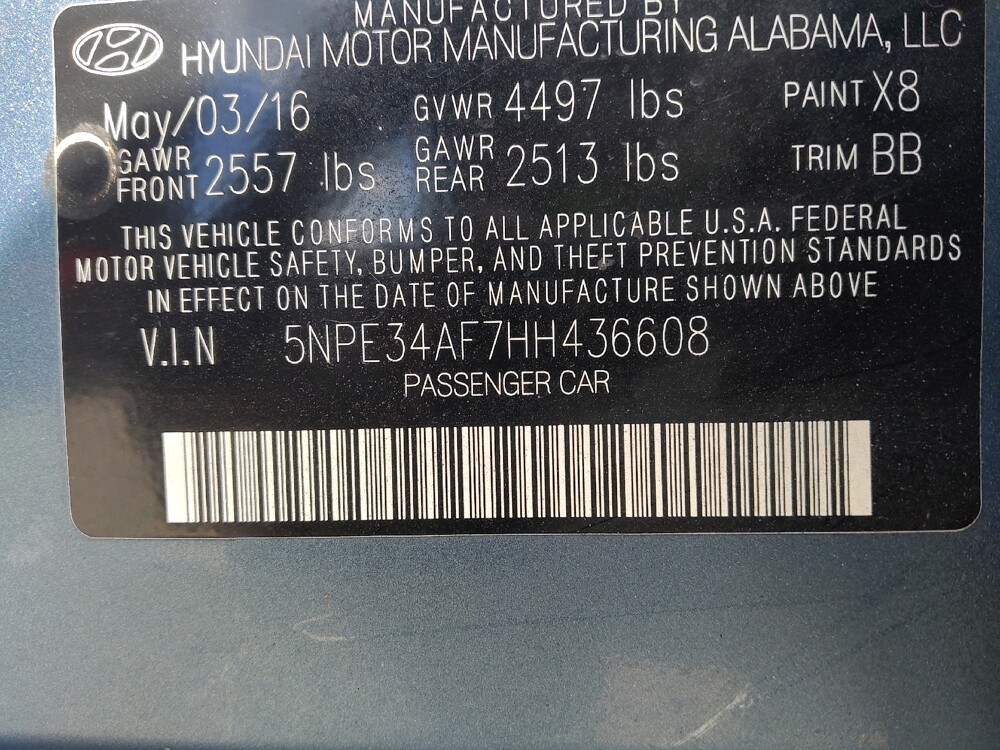 MANUFACTURED BY
HYUNDAI MOTOR MANUFACTURING ALABAMA, LLC
May/03/16 GVWR 4497 lbs PAINT X8
GAWR FRONT 2557 lbs GAWR REAR 2513 lbs TRIM BB
THIS VEHICLE CONFORMS TO ALL APPLICABLE U.S.A. FEDERAL
MOTOR VEHICLE SAFETY, BUMPER, AND THEFT PREVENTION STANDARDS
IN EFFECT ON THE DATE OF MANUFACTURE SHOWN ABOVE
V.I.N 5NPE34AF7HH436608
PASSENGER CAR